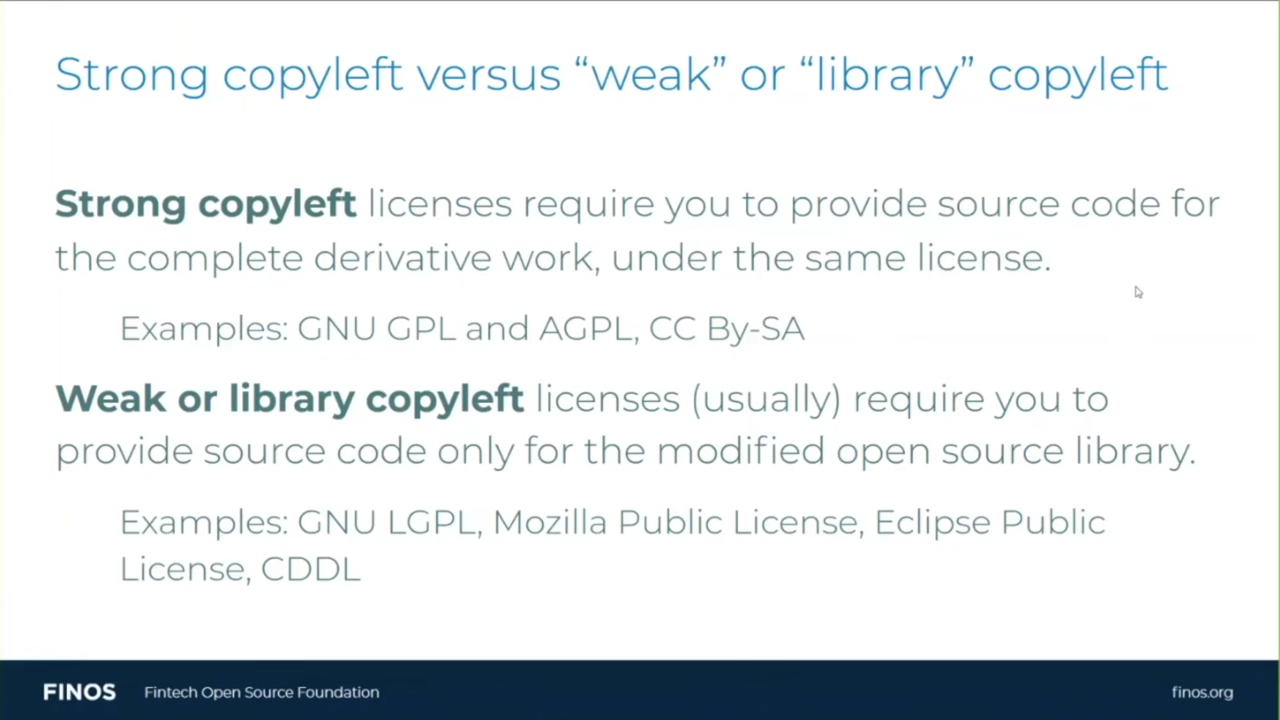 Strong copyleft versus “weak” or “library” copyleft
Strong copyleft licenses require you to provide source code for
the complete derivative work, under the same license.
Examples: GNU GPL and AGPL, CC By-SA
Weak or library copyleft licenses (usually) require you to
provide source code only for the modified open source library.
Examples: GNU LGPL, Mozilla Public License, Eclipse Public
License, CDDL
FINOS Fintech Open Source Foundation finos.org